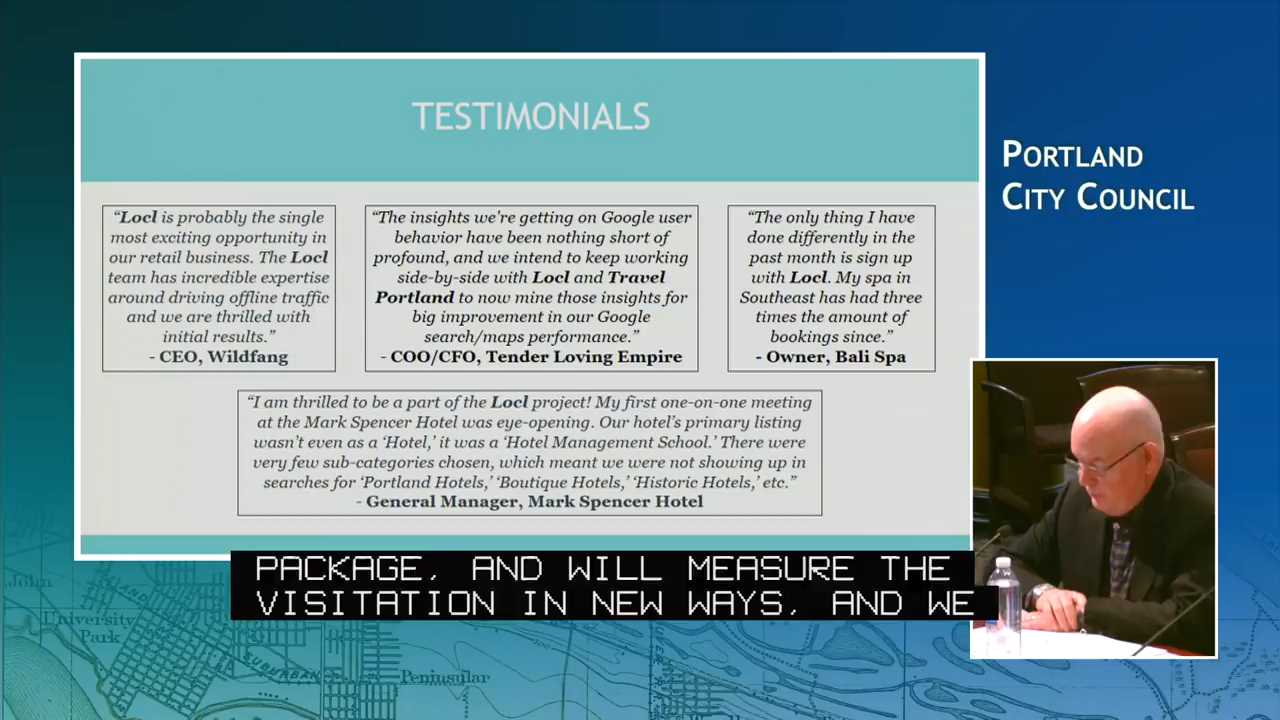 TESTIMONIALS
PORTLAND
CITY COUNCIL
“Locl is probably the single
most exciting opportunity in
our retail business. The Locl
team has incredible expertise
around driving offline traffic
and we are thrilled with
initial results.”
- CEO, Wildfang
“The insights we're getting on Google user
behavior have been nothing short of
profound, and we intend to keep working
side-by-side with Locl and Travel
Portland to now mine those insights for
big improvement in our Google
search/maps performance.”
- COO/CFO, Tender Loving Empire
“The only thing I have
done differently in the
past month is sign up
with Locl. My spa in
Southeast has had three
times the amount of
bookings since.”
- Owner, Bali Spa
“I am thrilled to be a part of the Locl project! My first one-on-one meeting
at the Mark Spencer Hotel was eye-opening. Our hotel’s primary listing
wasn’t even as a ‘Hotel,’ it was a ‘Hotel Management School.’ There were
very few sub-categories chosen, which meant we were not showing up in
searches for ‘Portland Hotels,’ ‘Boutique Hotels,’ ‘Historic Hotels,’ etc.”
- General Manager, Mark Spencer Hotel
PACKAGE, AND WILL MEASURE THE
VISITATION IN NEW WAYS, AND WE
John
University
Park
SUBURBAN
Peninsular